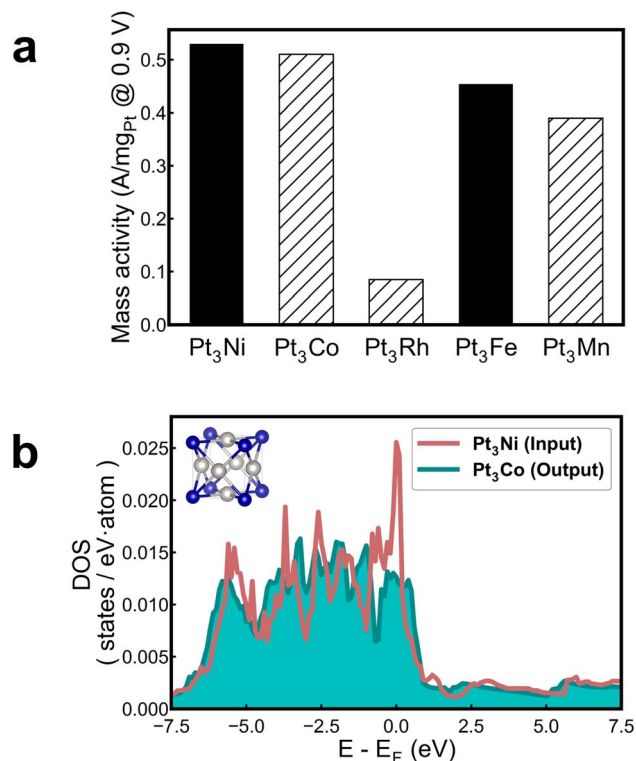 a
Mass activity (A/mgPt @ 0.9 V)
0.5
0.4
0.3
0.2
0.1
0.0
Pt3Ni Pt3Co Pt3Rh Pt3Fe Pt3Mn
b
DOS
( states / eV·atom )
0.025
0.020
0.015
0.010
0.005
0.000
Pt3Ni (Input)
Pt3Co (Output)
−7.5 −5.0 −2.5 0.0 2.5 5.0 7.5
E - EF (eV)